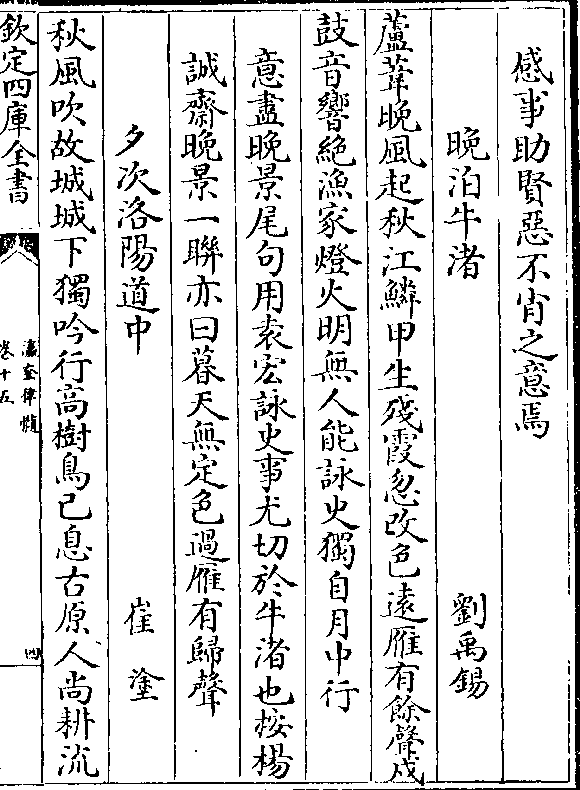 感事助賢惡不肖之意焉
晚泊牛渚　劉禹錫
蘆葦晚風起秋江鱗甲生殘霞忽改色遠雁有餘聲戍
鼓音響絶漁家燈火明無人能詠史獨自月中行
意盡晚景尾句用袁宏詠史事尤切於牛渚也桉楊
誠齋晚景一聯亦曰暮天無定色過雁有歸聲
夕次洛陽道中　崔塗
秋風吹故城城下獨吟行高樹鳥已息古原人尚耕流
欽定四庫全書
瀛奎律髓
卷十五
四